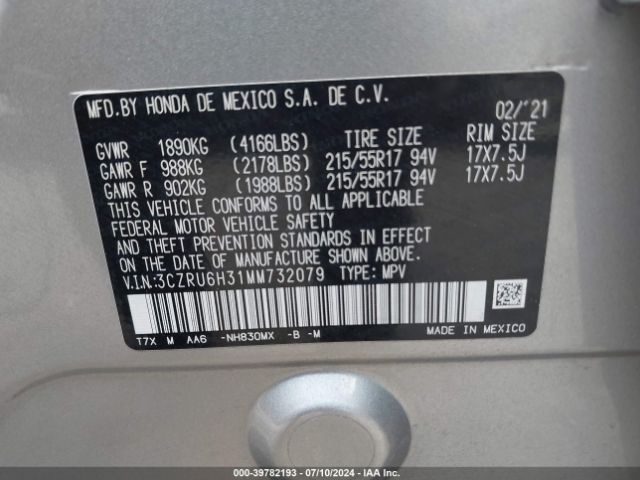 MFD.BY HONDA DE MEXICO S.A. DE C.V. 02/'21
GVWR 1890KG (4166LBS) TIRE SIZE RIM SIZE
GAWR F 988KG (2178LBS) 215/55R17 94V 17X7.5J
GAWR R 902KG (1988LBS) 215/55R17 94V 17X7.5J
THIS VEHICLE CONFORMS TO ALL APPLICABLE
FEDERAL MOTOR VEHICLE SAFETY
AND THEFT PREVENTION STANDARDS IN EFFECT
ON THE DATE OF MANUFACTURE SHOWN ABOVE.
V.I.N.:3CZRU6H31MM732079 TYPE: MPV
T7X M AA6 -NH830MX -B -M MADE IN MEXICO
000-39782193 - 07/10/2024 - IAA Inc.